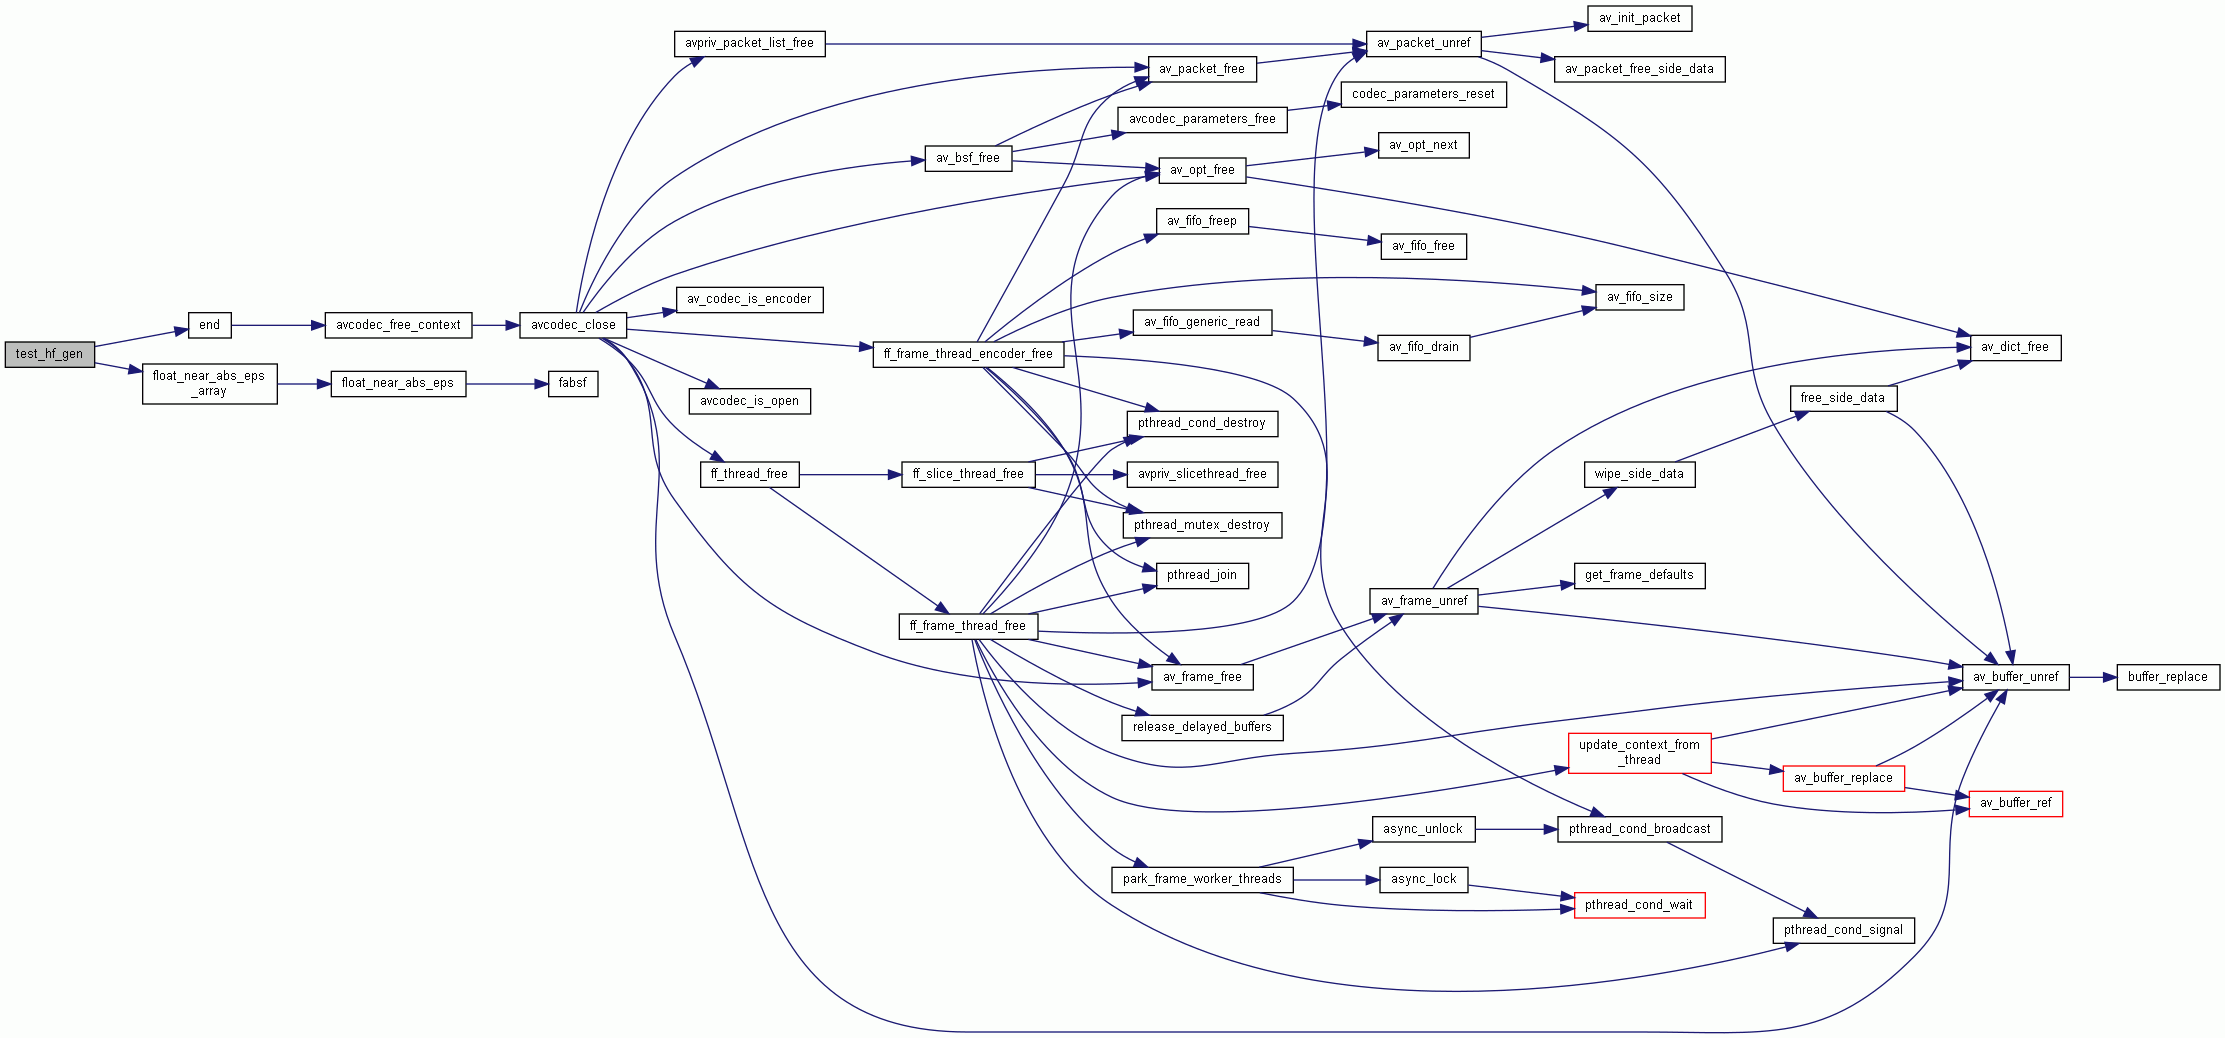 test_hf_gen
end
float_near_abs_eps
_array
avcodec_free_context
float_near_abs_eps
avcodec_close
fabsf
avpriv_packet_list_free
av_codec_is_encoder
avcodec_is_open
ff_thread_free
av_bsf_free
ff_frame_thread_encoder_free
ff_slice_thread_free
ff_frame_thread_free
av_packet_free
avcodec_parameters_free
av_opt_free
av_fifo_freep
av_fifo_generic_read
pthread_cond_destroy
avpriv_slicethread_free
pthread_mutex_destroy
pthread_join
av_frame_free
release_delayed_buffers
park_frame_worker_threads
av_packet_unref
codec_parameters_reset
av_opt_next
av_fifo_free
av_fifo_drain
av_frame_unref
async_unlock
async_lock
av_init_packet
av_packet_free_side_data
av_fifo_size
wipe_side_data
get_frame_defaults
update_context_from
_thread
pthread_cond_broadcast
pthread_cond_wait
free_side_data
av_buffer_replace
pthread_cond_signal
av_dict_free
av_buffer_unref
av_buffer_ref
buffer_replace